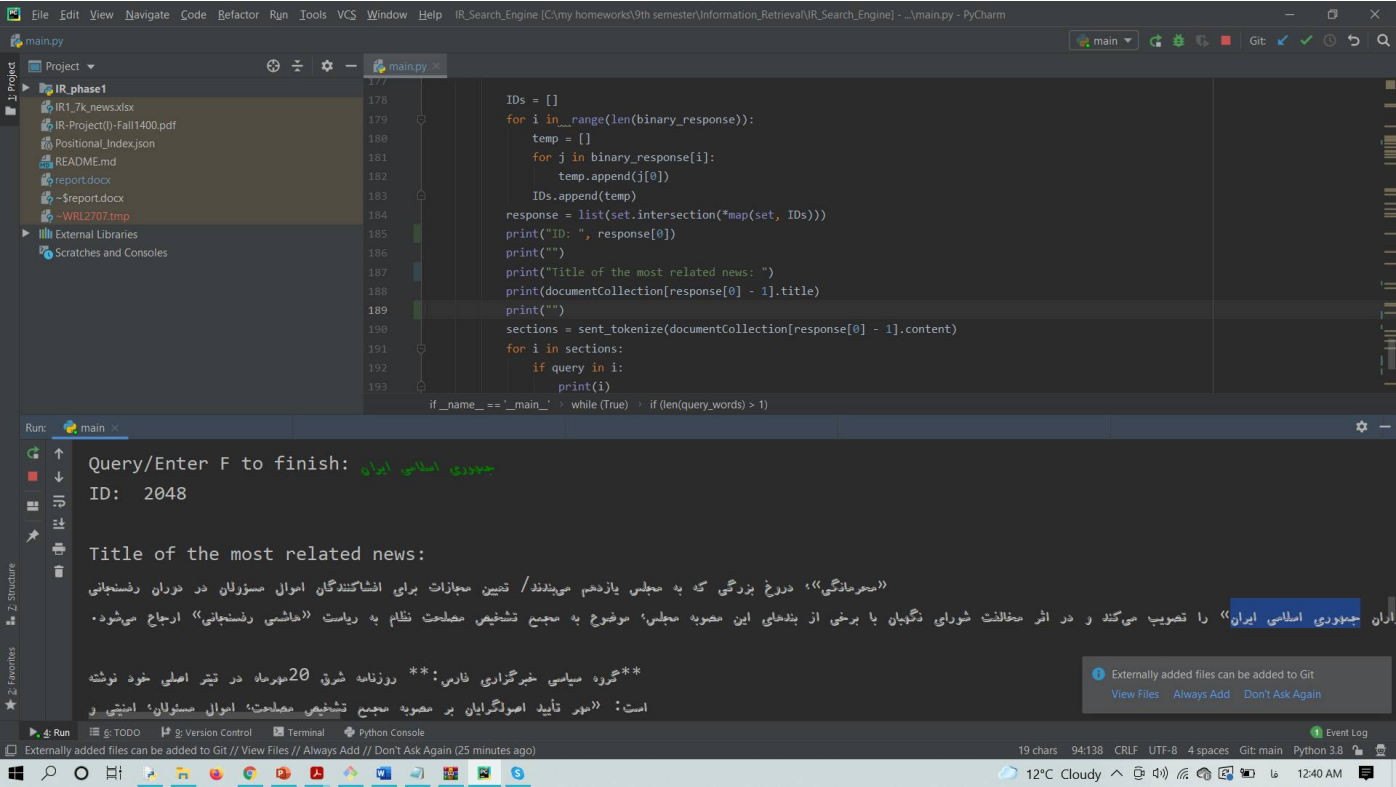 File Edit View Navigate Code Refactor Run Tools VCS Window Help IR_Search_Engine [C:\my homeworks\9th semester\Information_Retrieval\IR_Search_Engine] - ...\main.py - PyCharm
main.py
main
Git:
1: Project
Project
main.py
IR_phase1
IR1_7k_news.xlsx
IR-Project(I)-Fall1400.pdf
Positional_Index.json
README.md
report.docx
~$report.docx
~WRL2707.tmp
External Libraries
Scratches and Consoles
177
178 IDs = []
179 for i in range(len(binary_response)):
180 temp = []
181 for j in binary_response[i]:
182 temp.append(j[0])
183 IDs.append(temp)
184 response = list(set.intersection(*map(set, IDs)))
185 print("ID: ", response[0])
186 print("")
187 print("Title of the most related news: ")
188 print(documentCollection[response[0] - 1].title)
189 print("")
190 sections = sent_tokenize(documentCollection[response[0] - 1].content)
191 for i in sections:
192 if query in i:
193 print(i)
if __name__ == '__main__' › while (True) › if (len(query_words) > 1)
Run: main
Query/Enter F to finish: جمهوری اسلامی ایران
ID: 2048
Title of the most related news:
«محرمانگی»؛ دروغ بزرگی که به مجلس یازدهم می‌بندند/ تعیین مجازات برای افشاکنندگان اموال مسؤولان در دوران رفسنجانی
جمهوری اسلامی ایران» را تصویب می‌کند و در اثر مخالفت شورای نگهبان با برخی از بندهای این مصوبه مجلس؛ موضوع به مجمع تشخیص مصلحت نظام به ریاست «هاشمی رفسنجانی» ارجاع می‌شود.
**گروه سیاسی خبرگزاری فارس:** روزنامه شرق 20مهرماه در تیتر اصلی خود نوشته
است: «مهر تأیید اصولگرایان بر مصوبه مجمع تشخیص مصلحت؛ اموال مسئولان؛ امنیتی و
Externally added files can be added to Git
View Files Always Add Don't Ask Again
Z: Structure
2: Favorites
4: Run 6: TODO 9: Version Control Terminal Python Console
1 Event Log
Externally added files can be added to Git // View Files // Always Add // Don't Ask Again (25 minutes ago)
19 chars 94:138 CRLF UTF-8 4 spaces Git: main Python 3.8
12°C Cloudy فا 12:40 AM